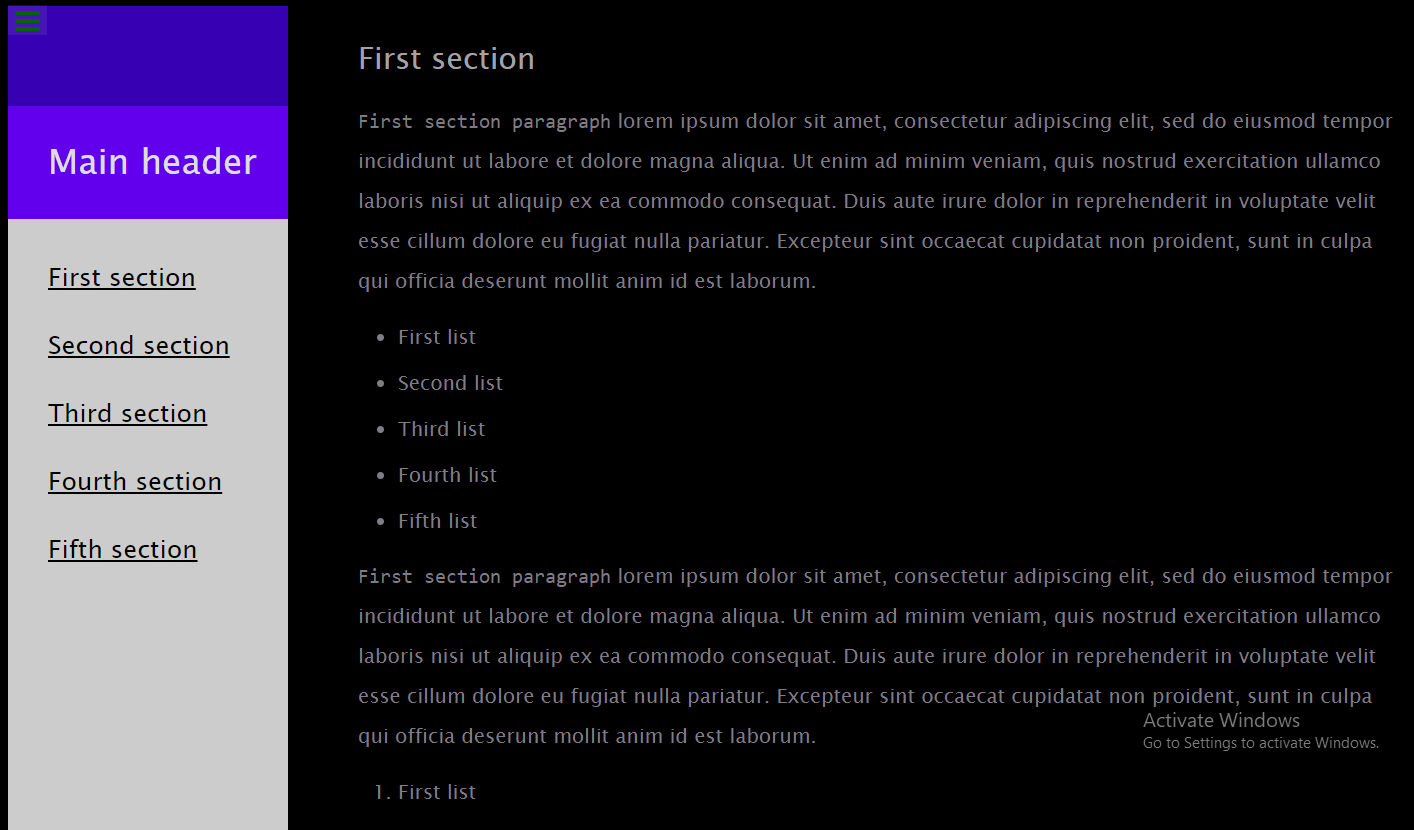 Main header
First section
Second section
Third section
Fourth section
Fifth section
First section
First section paragraph lorem ipsum dolor sit amet, consectetur adipiscing elit, sed do eiusmod tempor
incididunt ut labore et dolore magna aliqua. Ut enim ad minim veniam, quis nostrud exercitation ullamco
laboris nisi ut aliquip ex ea commodo consequat. Duis aute irure dolor in reprehenderit in voluptate velit
esse cillum dolore eu fugiat nulla pariatur. Excepteur sint occaecat cupidatat non proident, sunt in culpa
qui officia deserunt mollit anim id est laborum.
• First list
• Second list
• Third list
• Fourth list
• Fifth list
First section paragraph lorem ipsum dolor sit amet, consectetur adipiscing elit, sed do eiusmod tempor
incididunt ut labore et dolore magna aliqua. Ut enim ad minim veniam, quis nostrud exercitation ullamco
laboris nisi ut aliquip ex ea commodo consequat. Duis aute irure dolor in reprehenderit in voluptate velit
esse cillum dolore eu fugiat nulla pariatur. Excepteur sint occaecat cupidatat non proident, sunt in culpa
qui officia deserunt mollit anim id est laborum.
1. First list
Activate Windows
Go to Settings to activate Windows.